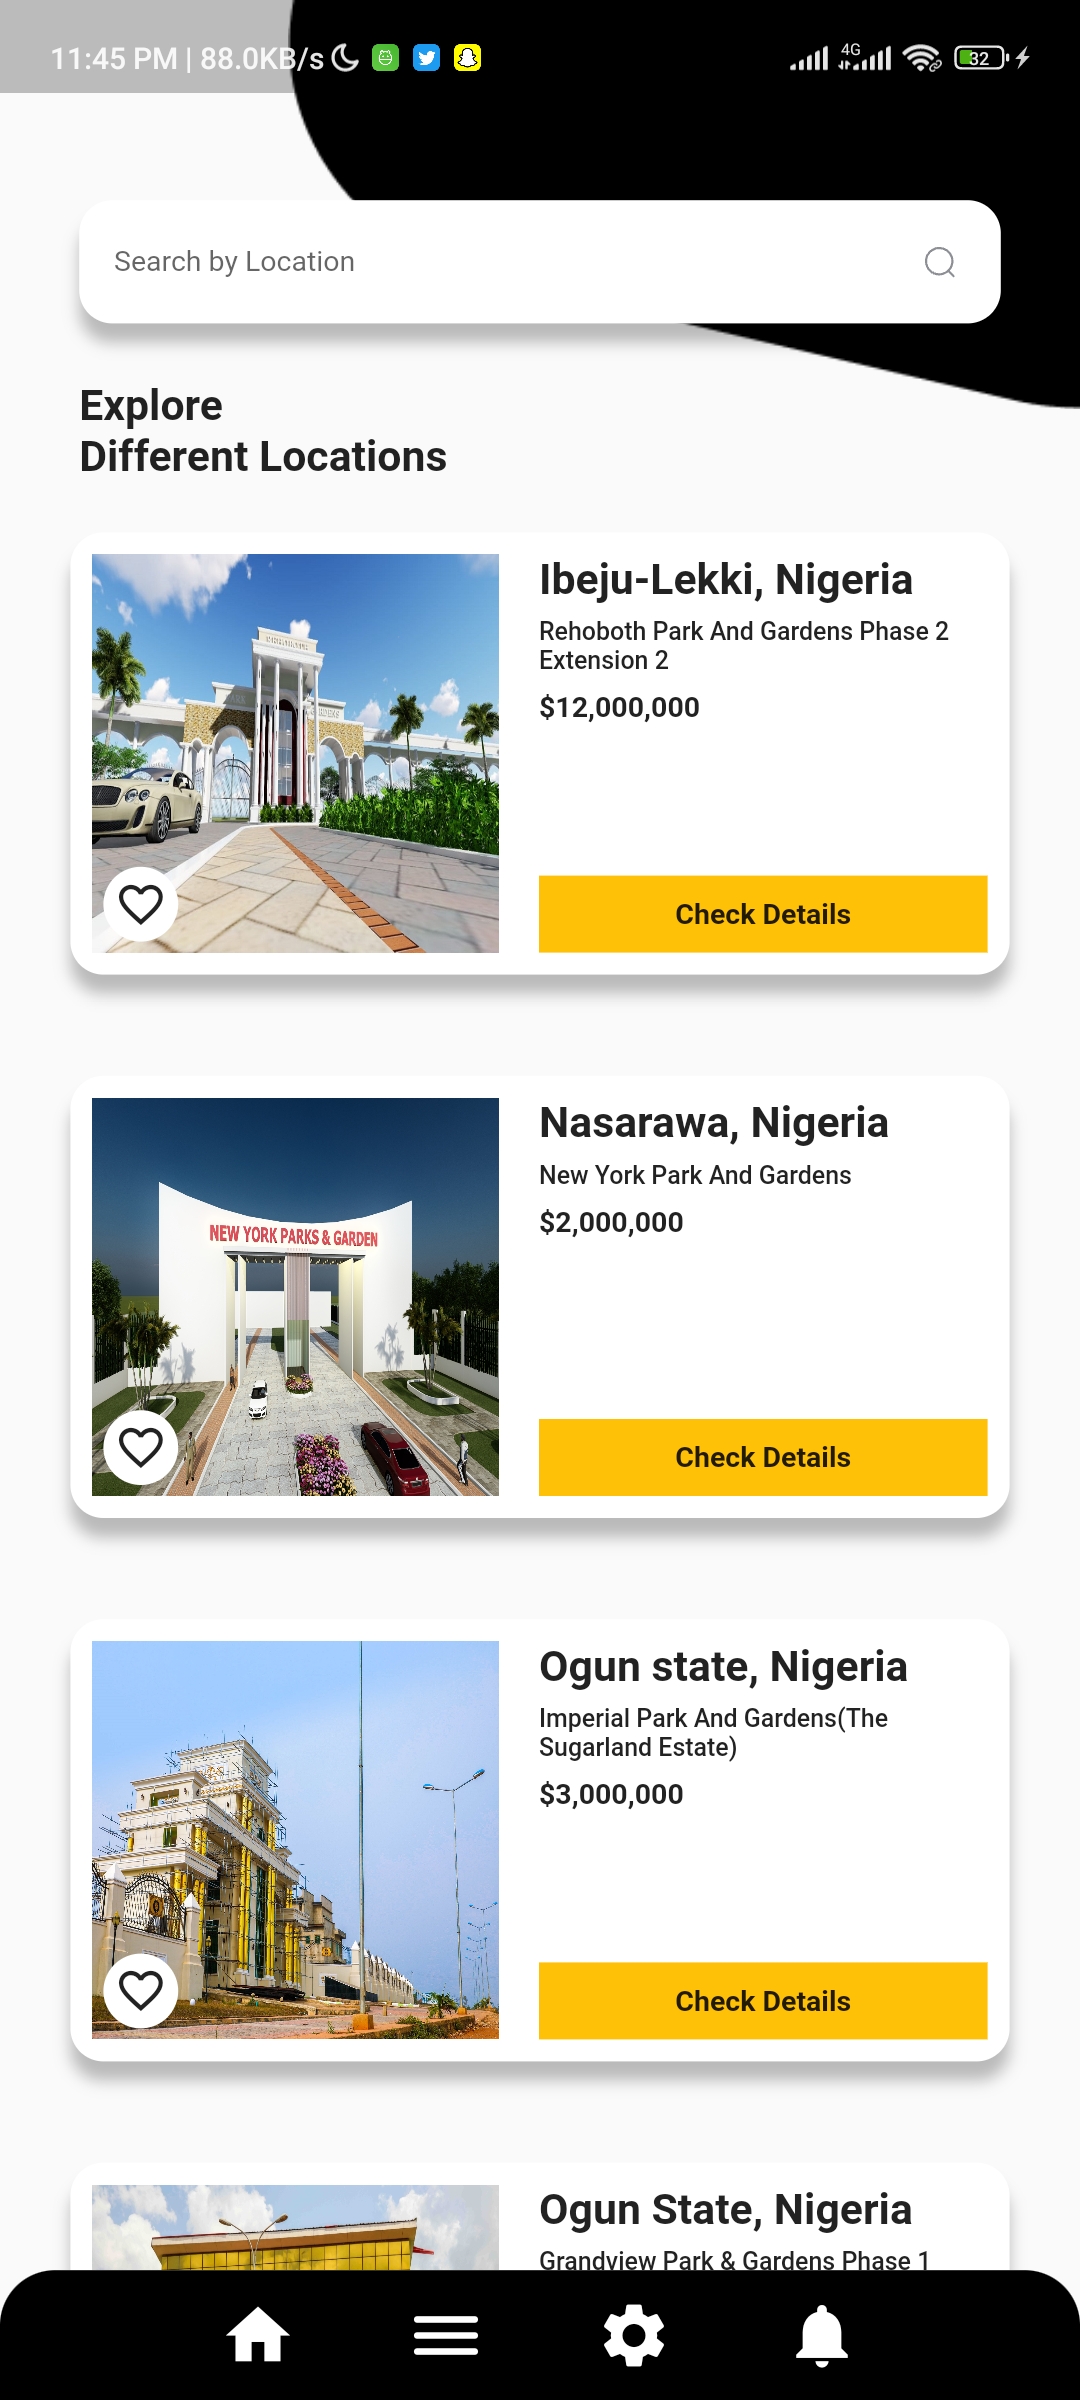 11:45 PM | 88.0KB/s
4G
32
Search by Location
Explore
Different Locations
Ibeju-Lekki, Nigeria
Rehoboth Park And Gardens Phase 2
Extension 2
$12,000,000
Check Details
Nasarawa, Nigeria
New York Park And Gardens
$2,000,000
NEW YORK PARKS & GARDEN
Check Details
Ogun state, Nigeria
Imperial Park And Gardens(The
Sugarland Estate)
$3,000,000
Check Details
Ogun State, Nigeria
Grandview Park & Gardens Phase 1